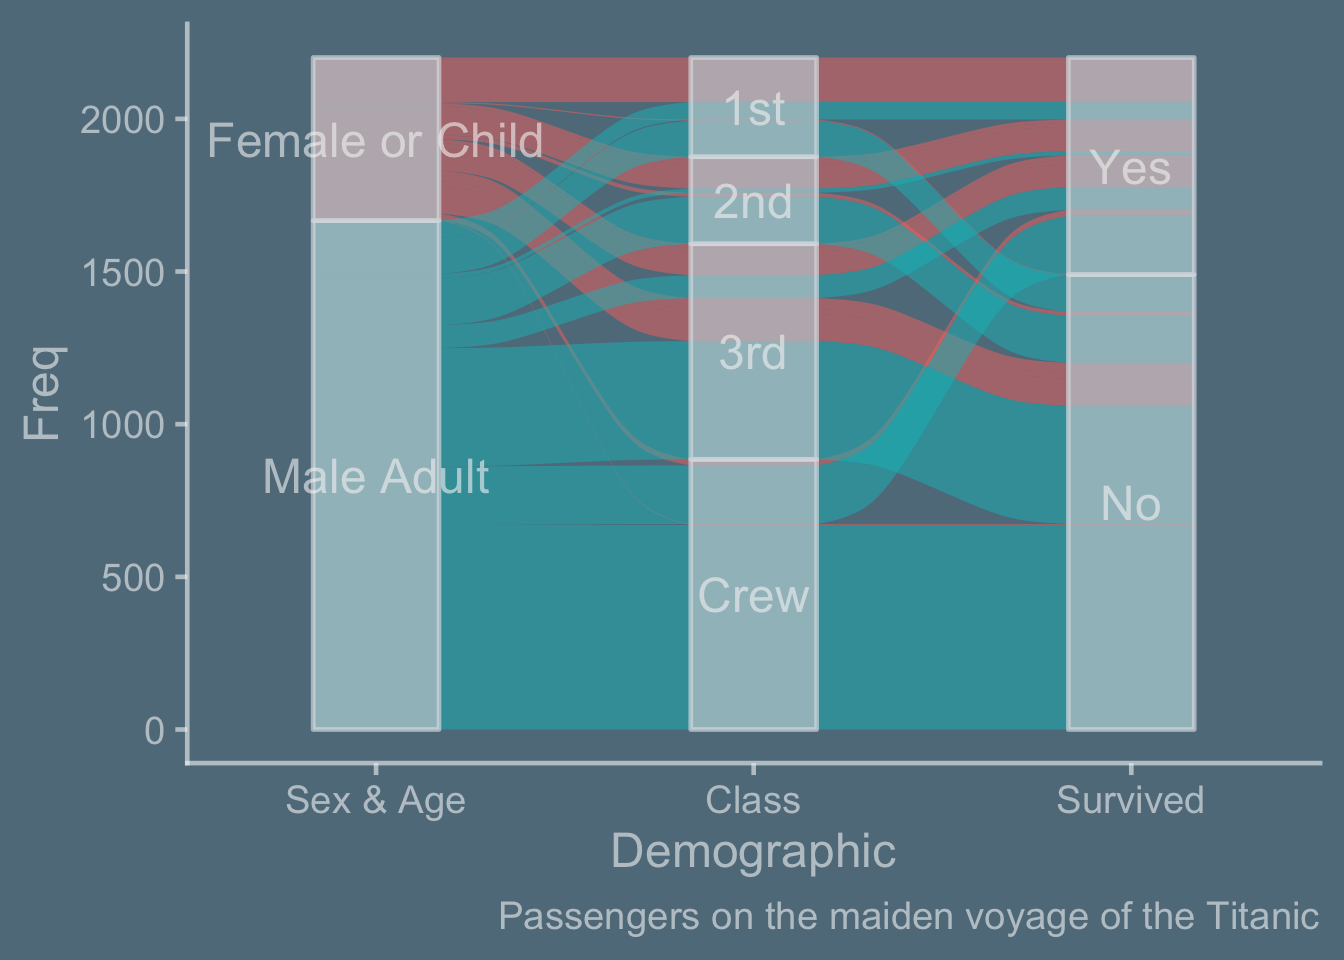 Freq
2000
1500
1000
500
0
Female or Child
Male Adult
1st
2nd
3rd
Crew
Yes
No
Sex & Age
Class
Survived
Demographic
Passengers on the maiden voyage of the Titanic